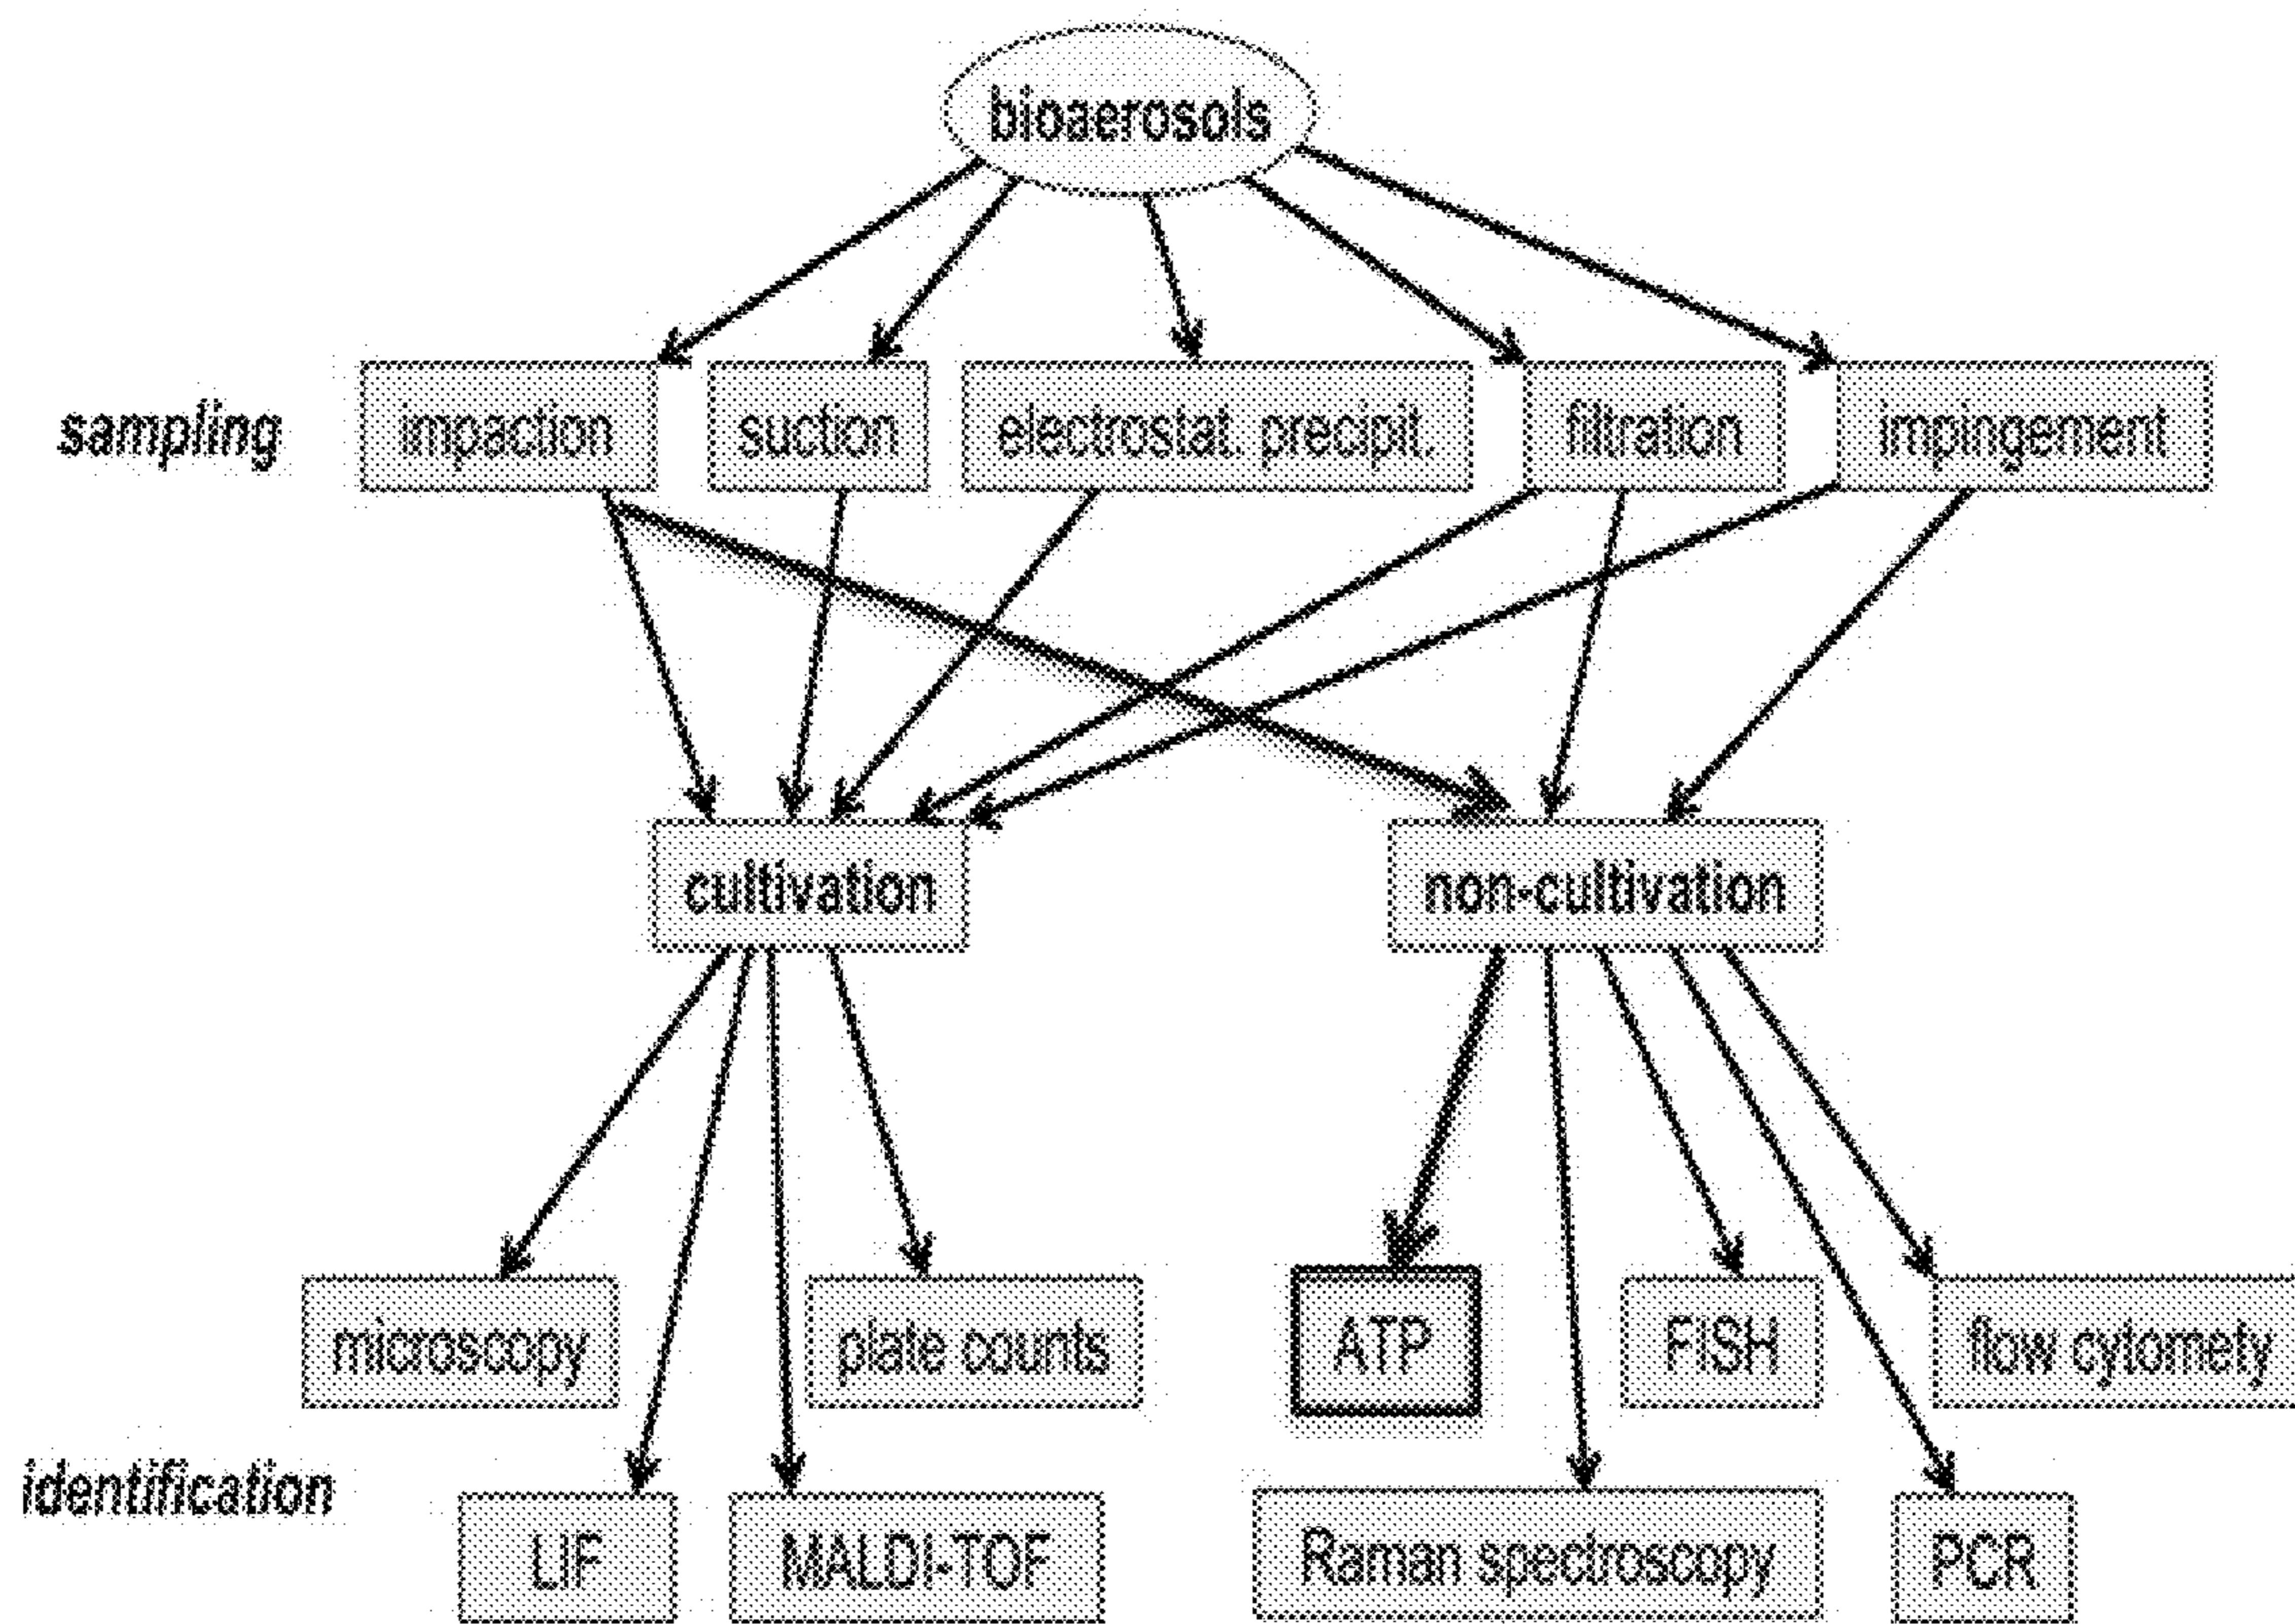 bioaerosols
sampling
impaction
suction
electrostat. precipit.
filtration
impingement
cultivation
non-cultivation
microscopy
plate counts
ATP
FISH
flow cytomety
identification
LIF
MALDI-TOF
Raman spectroscopy
PCR